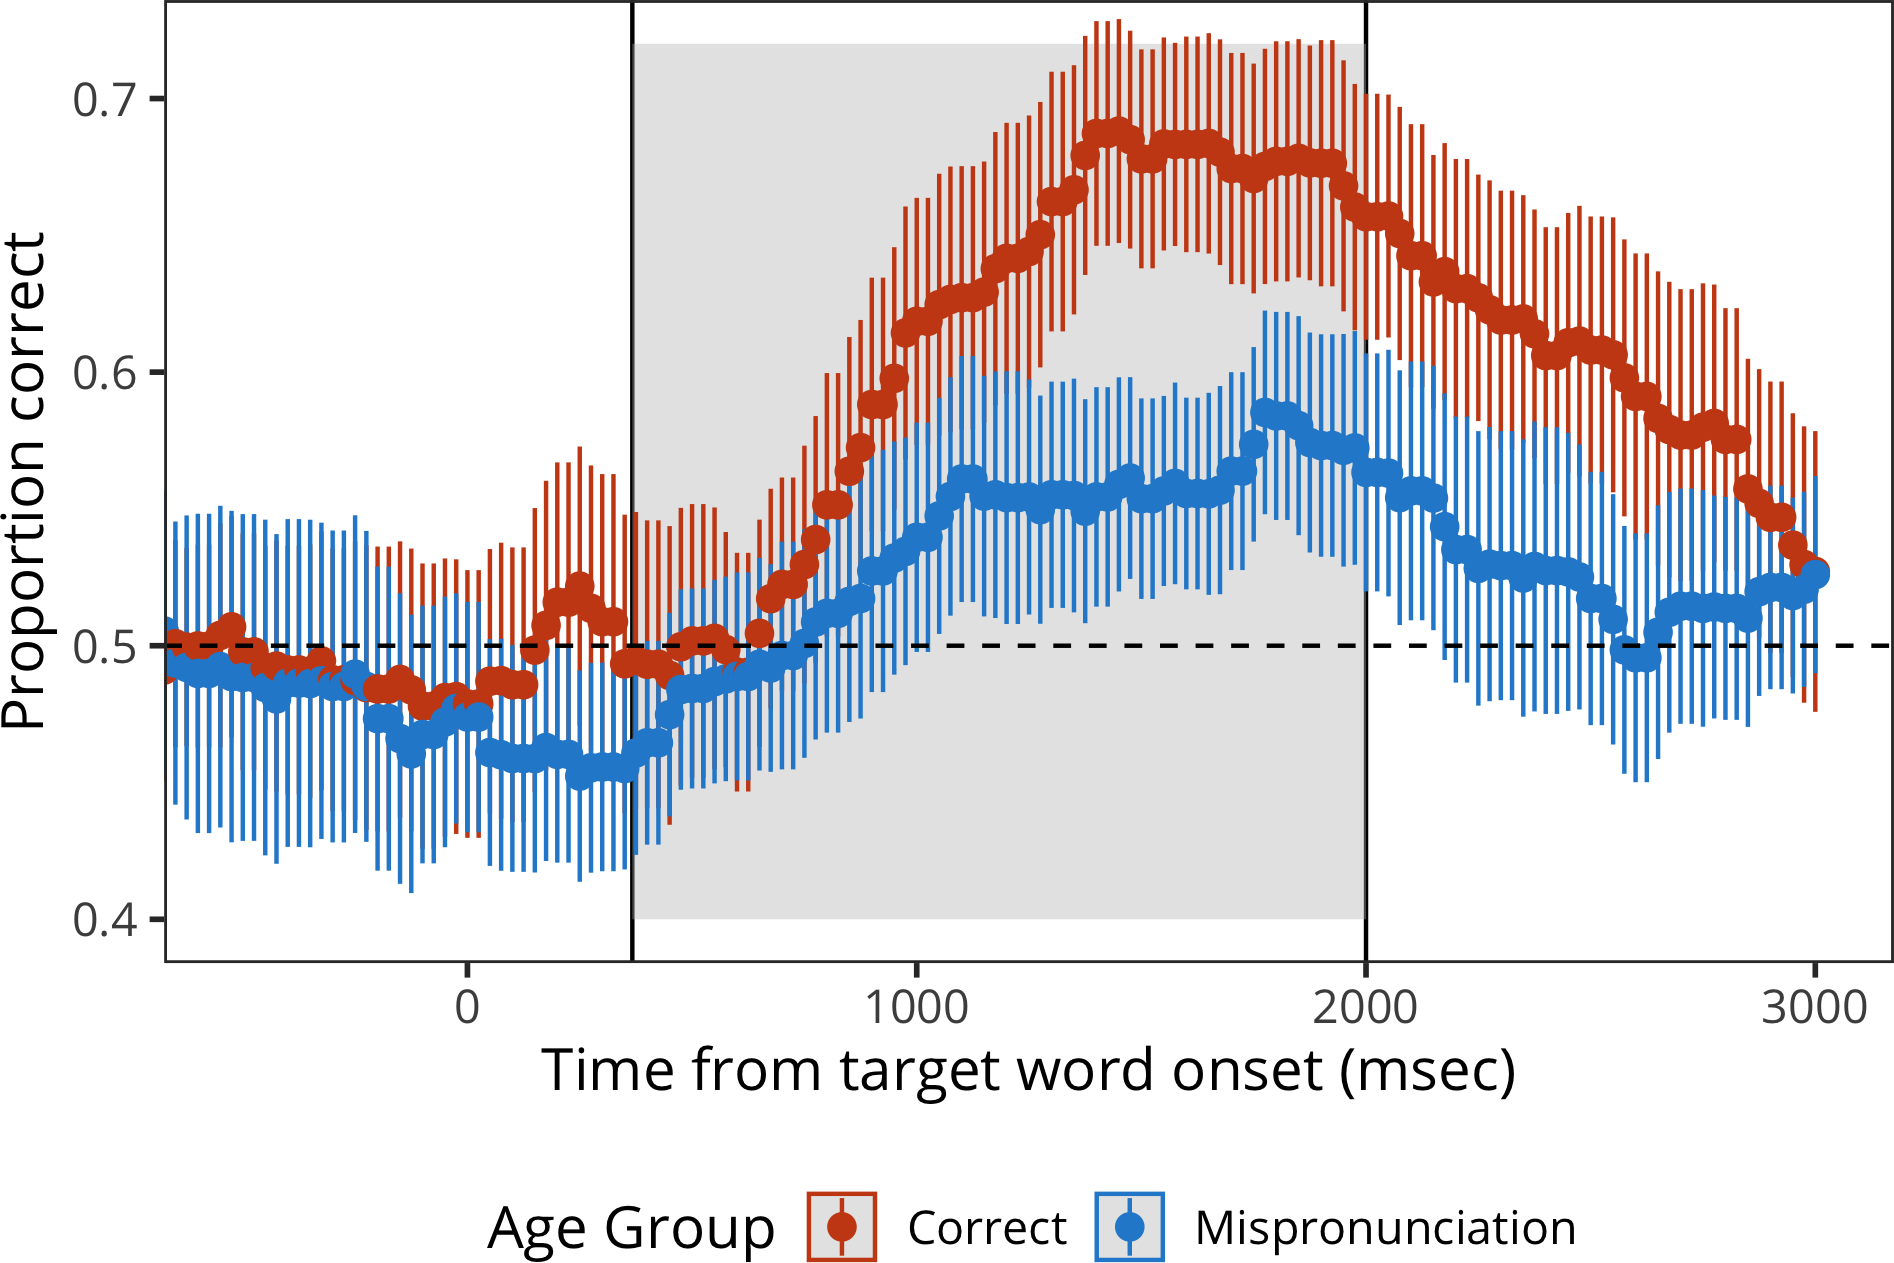 Proportion correct
0.7
0.6
0.5
0.4
0 1000 2000 3000
Time from target word onset (msec)
Age Group Correct Mispronunciation